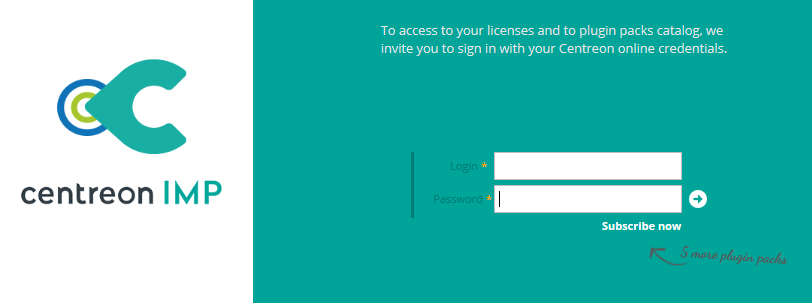 To access to your licenses and to plugin packs catalog, we
invite you to sign in with your Centreon online credentials.
centreon IMP
Login *
Password *
Subscribe now
5 more plugin packs